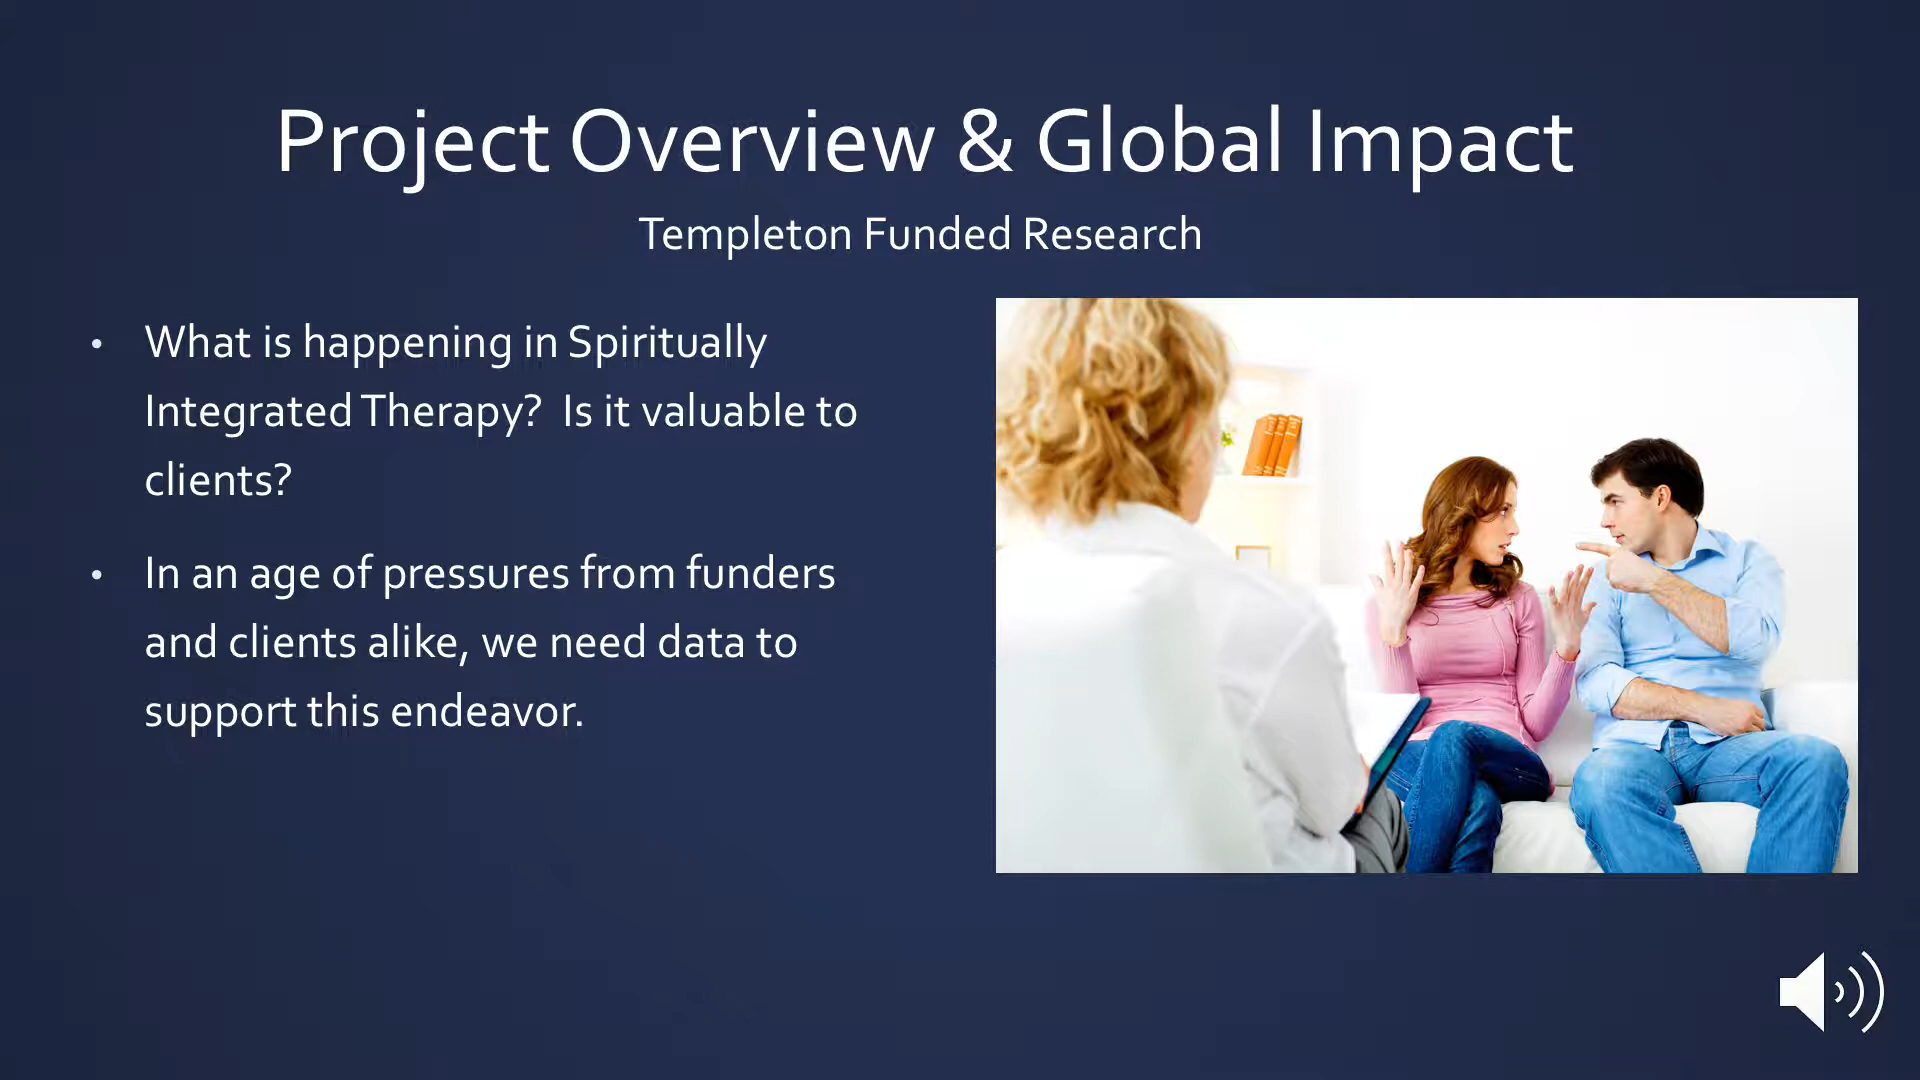 Project Overview & Global Impact
Templeton Funded Research
• What is happening in Spiritually
Integrated Therapy?  Is it valuable to
clients?
• In an age of pressures from funders
and clients alike, we need data to
support this endeavor.